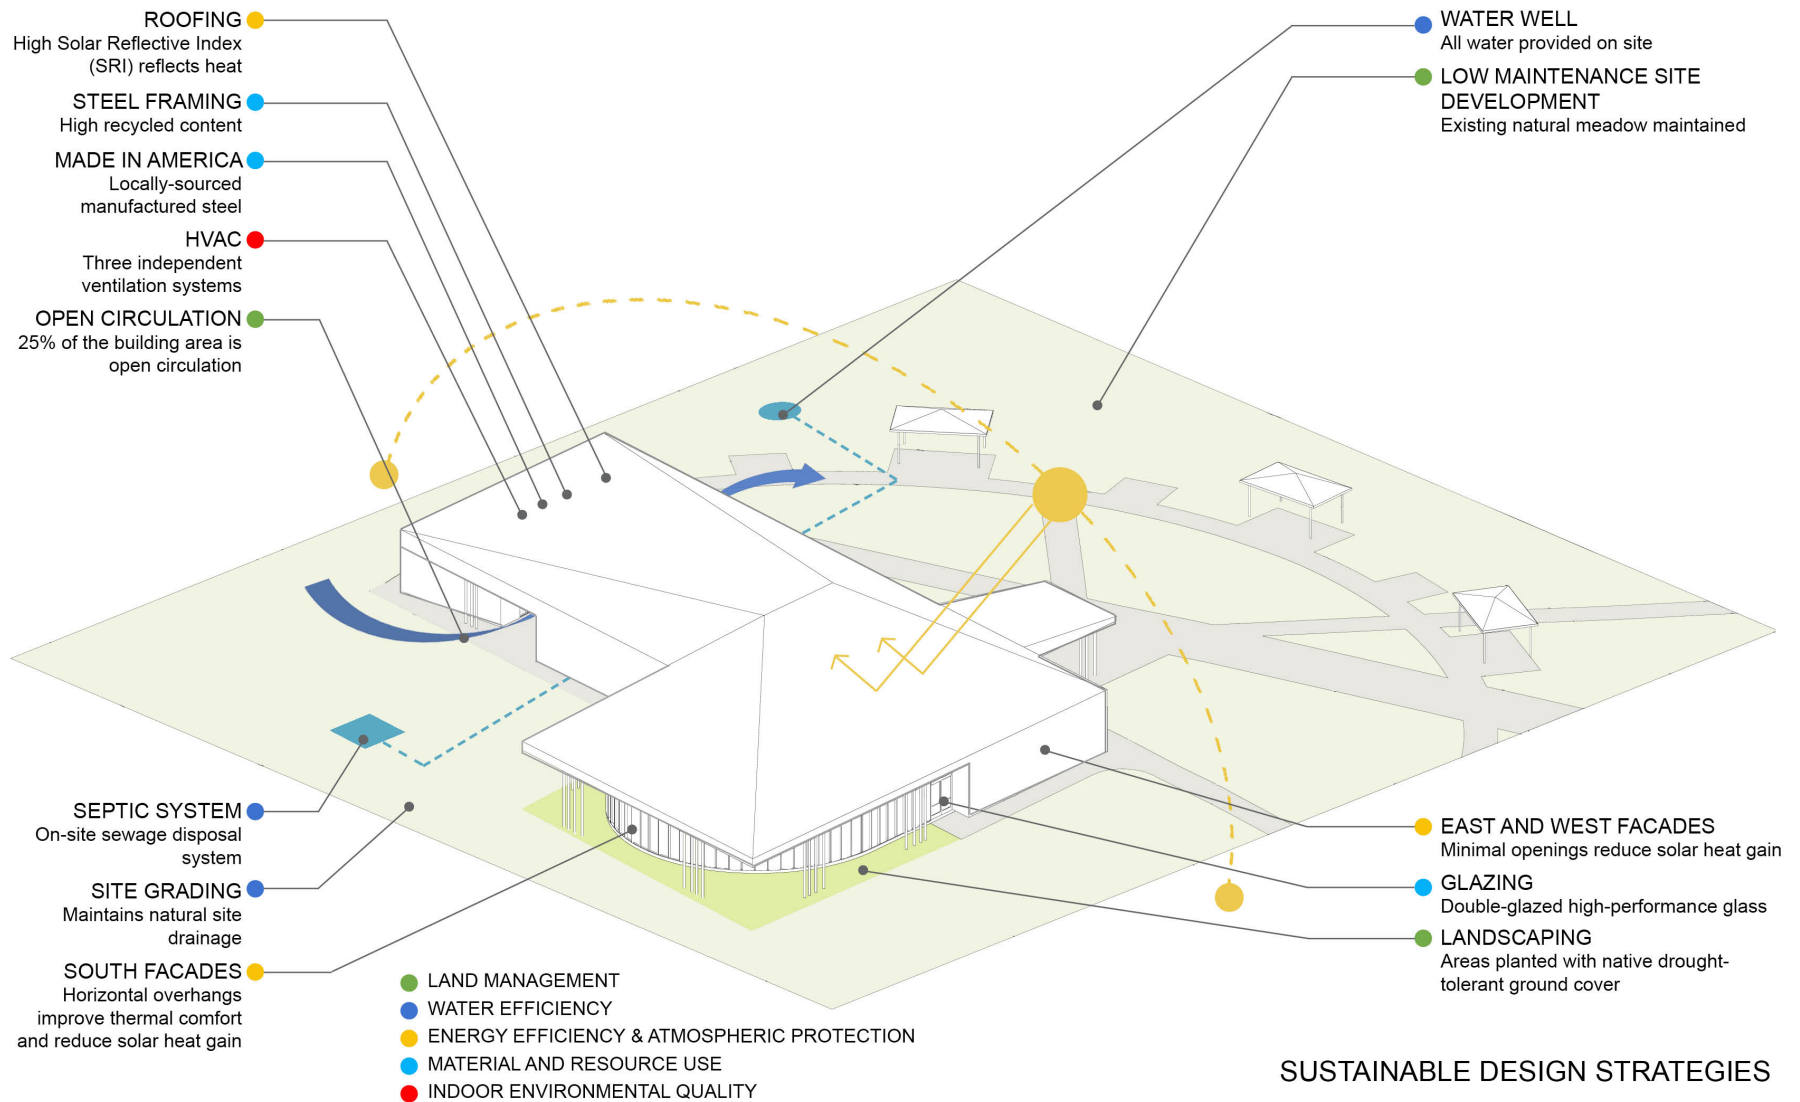 ROOFING
High Solar Reflective Index
(SRI) reflects heat
STEEL FRAMING
High recycled content
MADE IN AMERICA
Locally-sourced
manufactured steel
HVAC
Three independent
ventilation systems
OPEN CIRCULATION
25% of the building area is
open circulation
WATER WELL
All water provided on site
LOW MAINTENANCE SITE
DEVELOPMENT
Existing natural meadow maintained
SEPTIC SYSTEM
On-site sewage disposal
system
SITE GRADING
Maintains natural site
drainage
SOUTH FACADES
Horizontal overhangs
improve thermal comfort
and reduce solar heat gain
LAND MANAGEMENT
WATER EFFICIENCY
ENERGY EFFICIENCY & ATMOSPHERIC PROTECTION
MATERIAL AND RESOURCE USE
INDOOR ENVIRONMENTAL QUALITY
EAST AND WEST FACADES
Minimal openings reduce solar heat gain
GLAZING
Double-glazed high-performance glass
LANDSCAPING
Areas planted with native drought-
tolerant ground cover
SUSTAINABLE DESIGN STRATEGIES